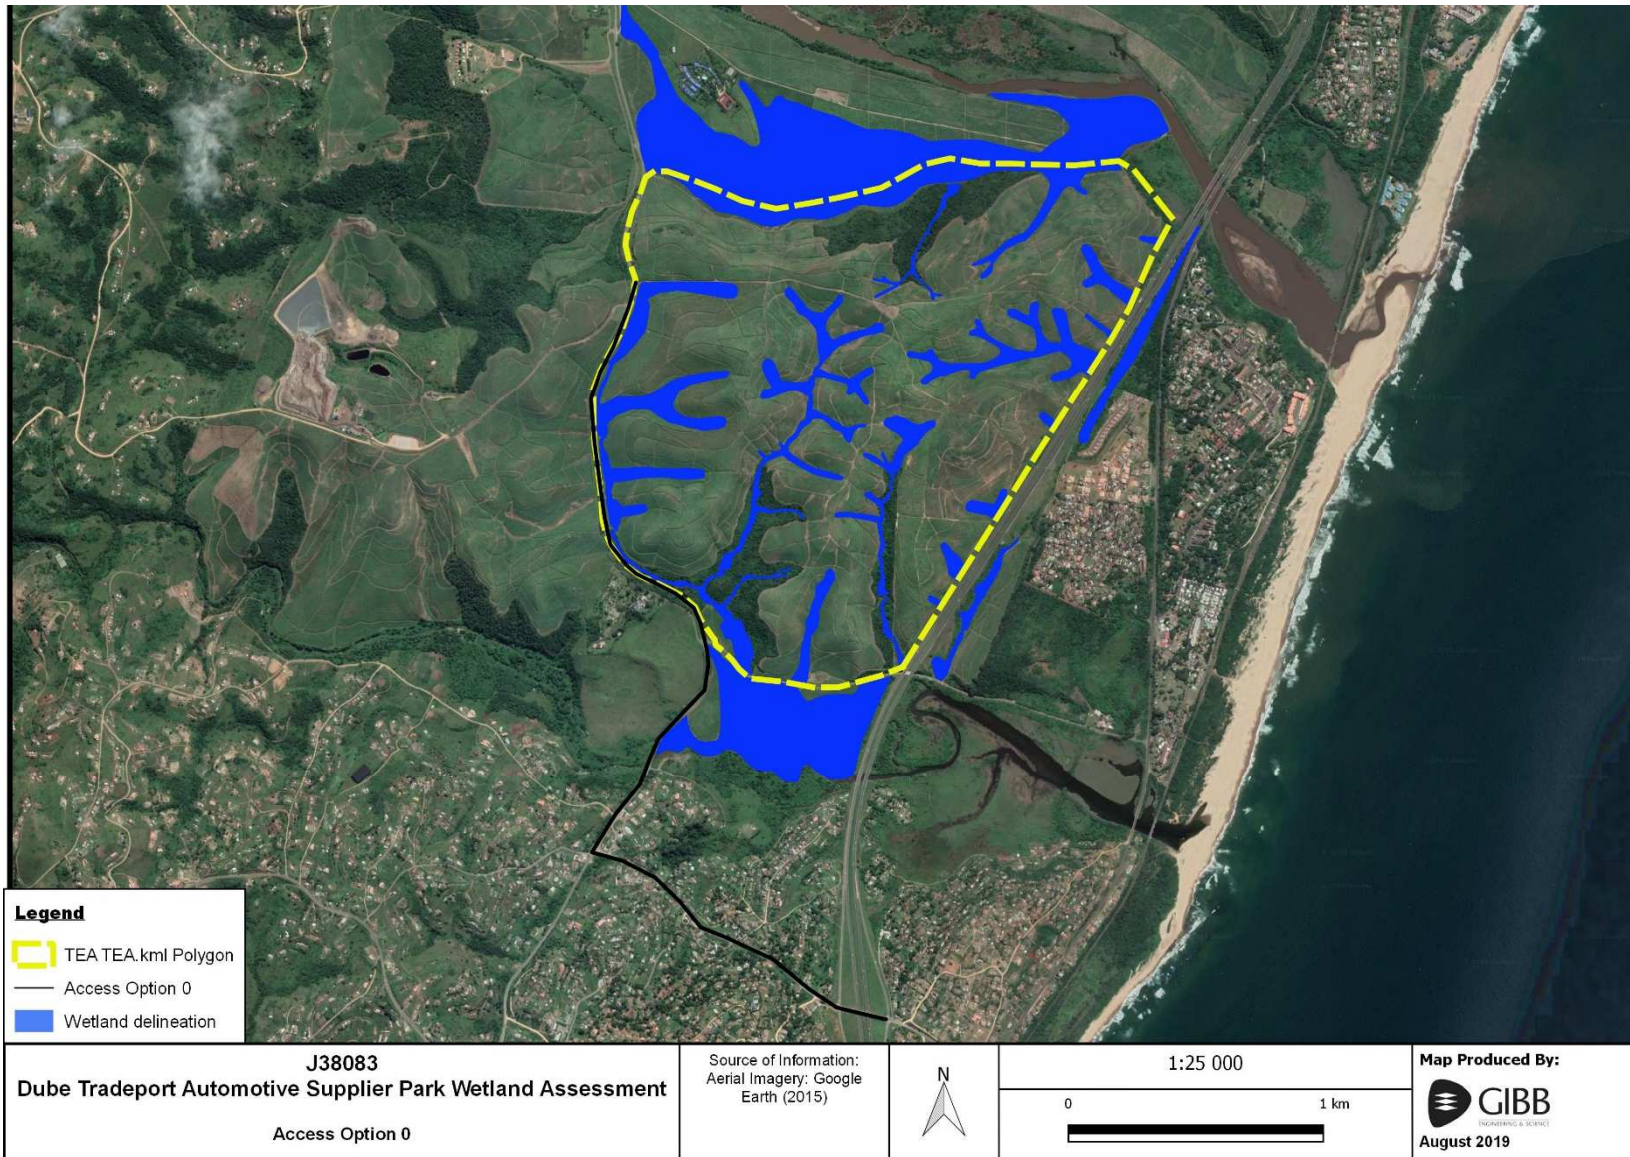 Legend
TEA TEA.kml Polygon
Access Option 0
Wetland delineation
J38083
Dube Tradeport Automotive Supplier Park Wetland Assessment
Access Option 0
Source of Information:
Aerial Imagery: Google
Earth (2015)
N
1:25 000
0 1 km
Map Produced By:
GIBB
ENGINEERING & SCIENCE
August 2019